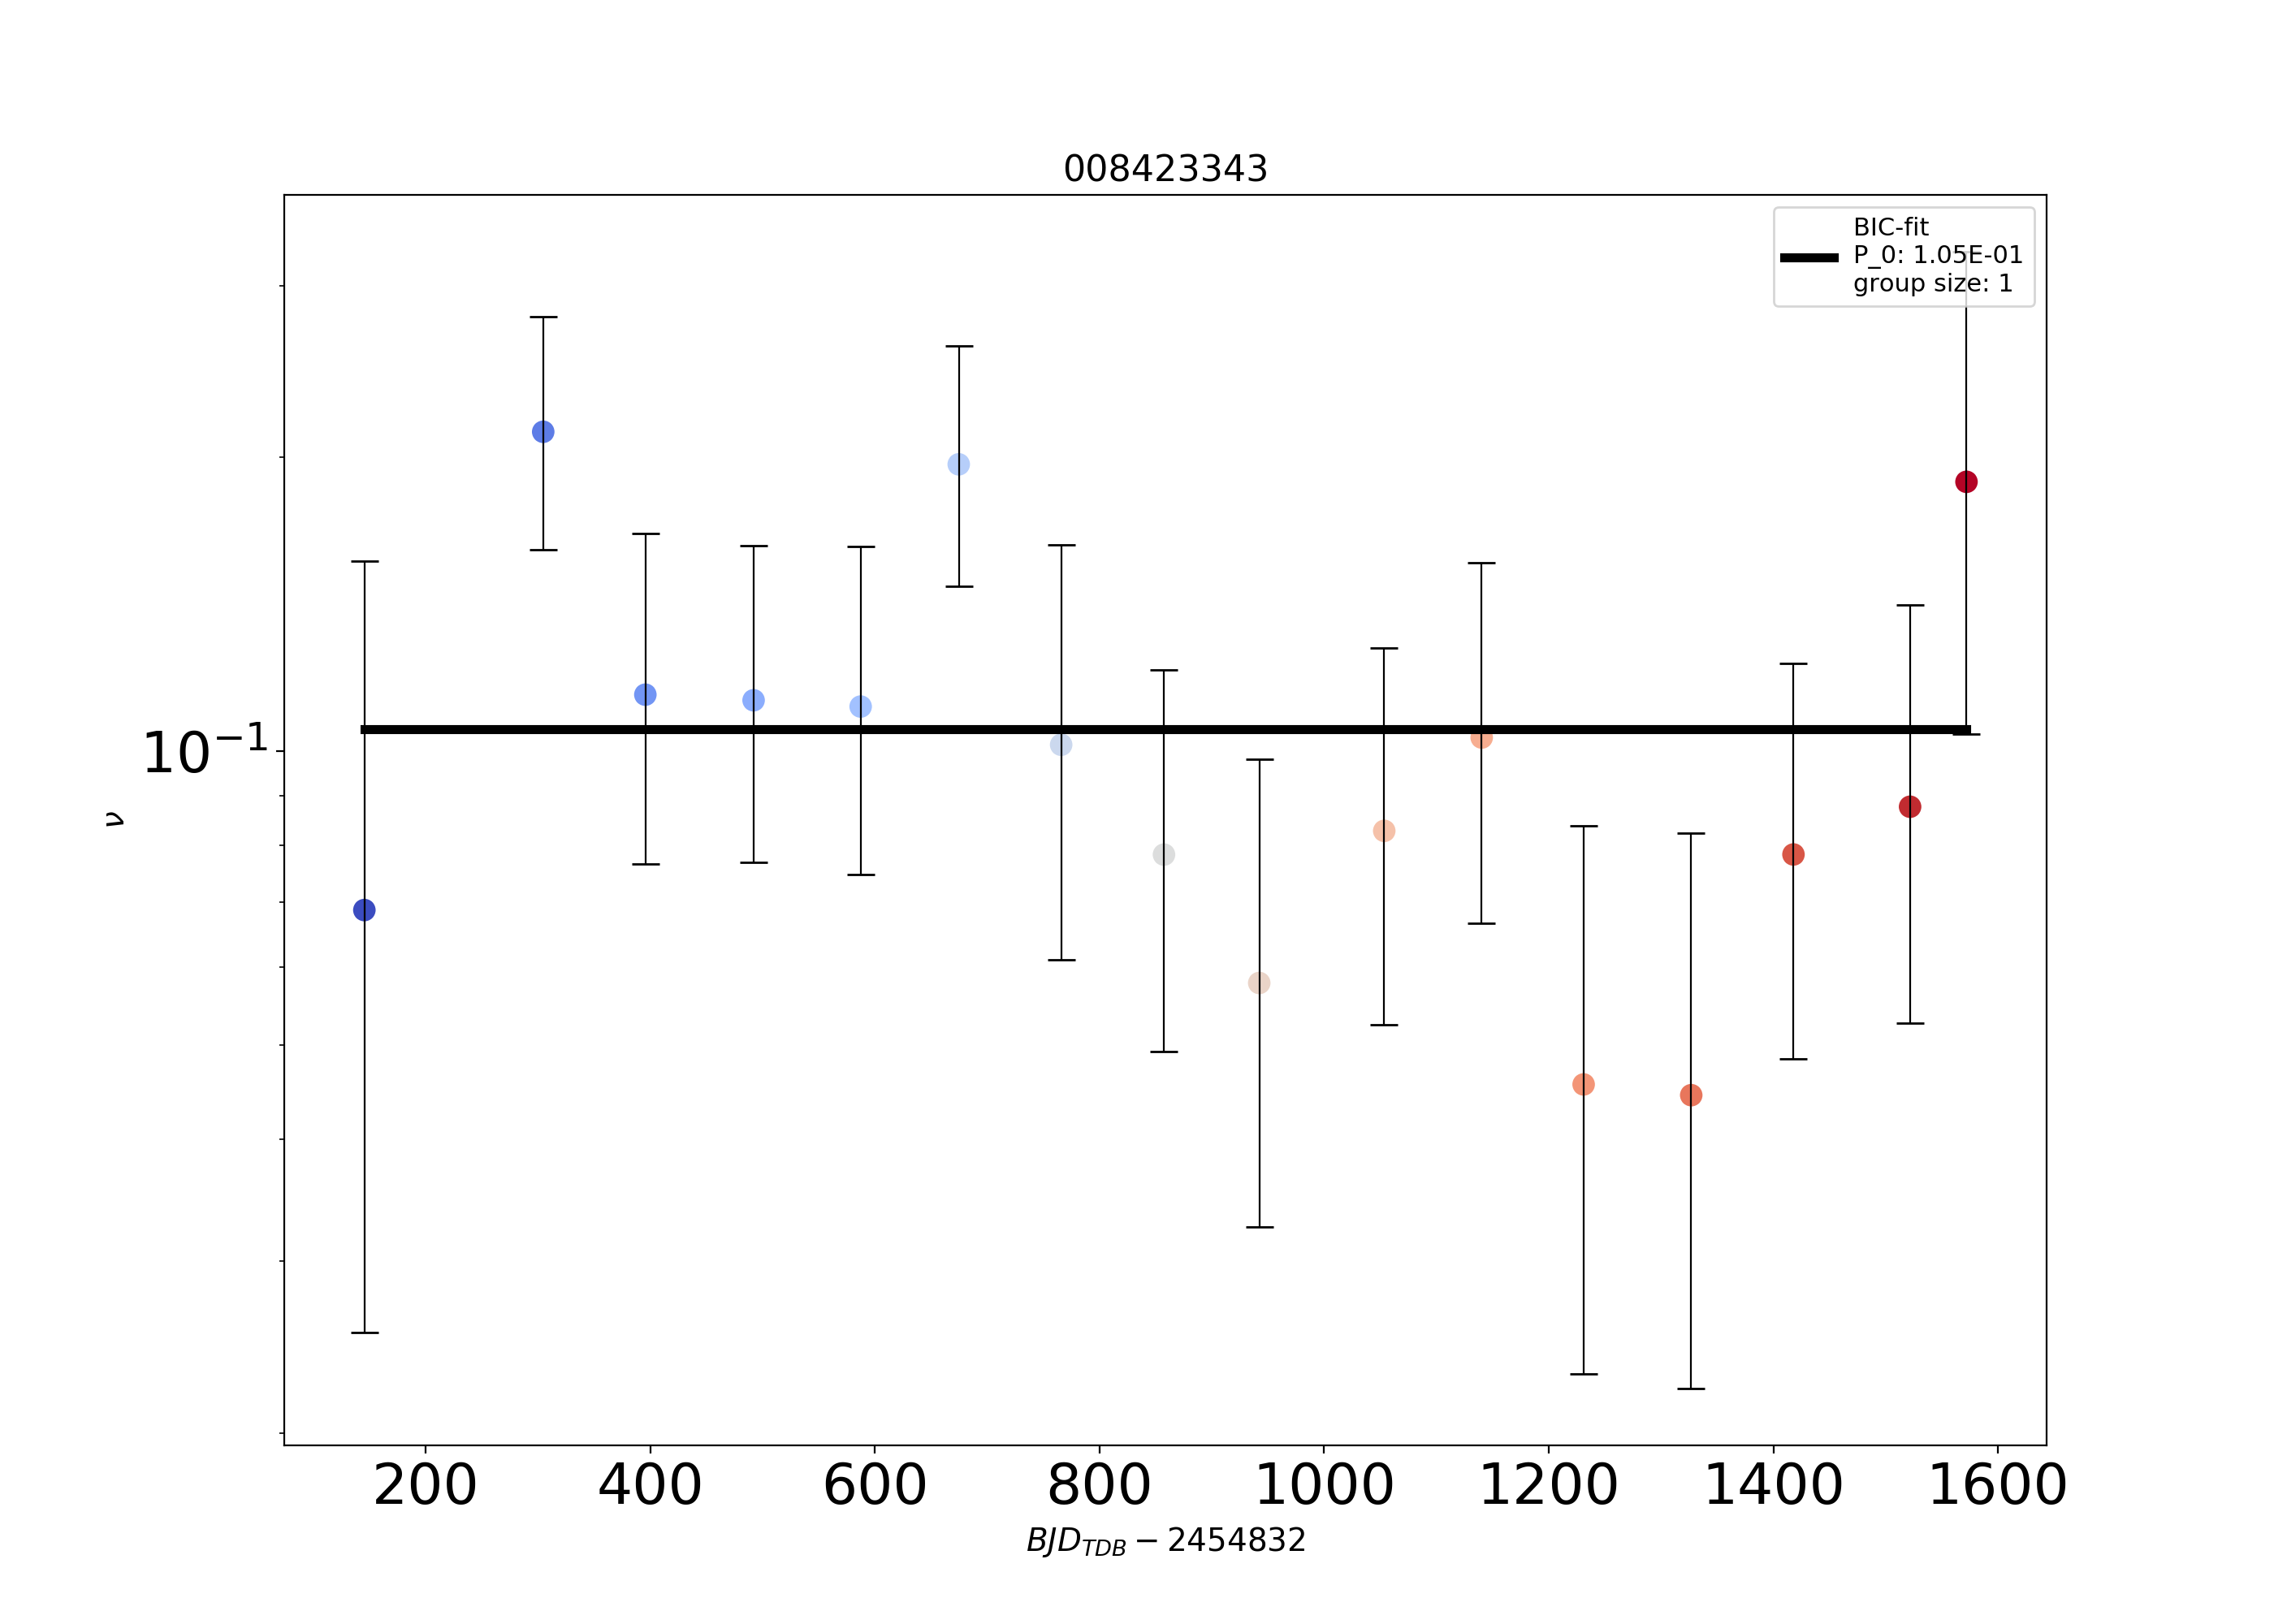 008423343
BIC-fit
P_0: 1.05E-01
group size: 1
10⁻¹
ν
200 400 600 800 1000 1200 1400 1600
BJD_{TDB} − 2454832